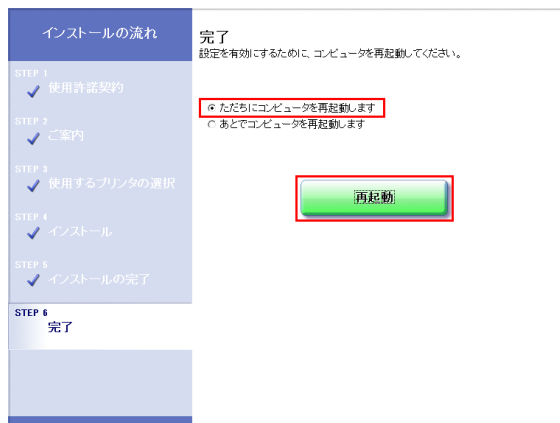 インストールの流れ
STEP 1
使用許諾契約
STEP 2
ご案内
STEP 3
使用するプリンタの選択
STEP 4
インストール
STEP 5
インストールの完了
STEP 6
完了
完了
設定を有効にするために、コンピュータを再起動してください。
ただちにコンピュータを再起動します
あとでコンピュータを再起動します
再起動